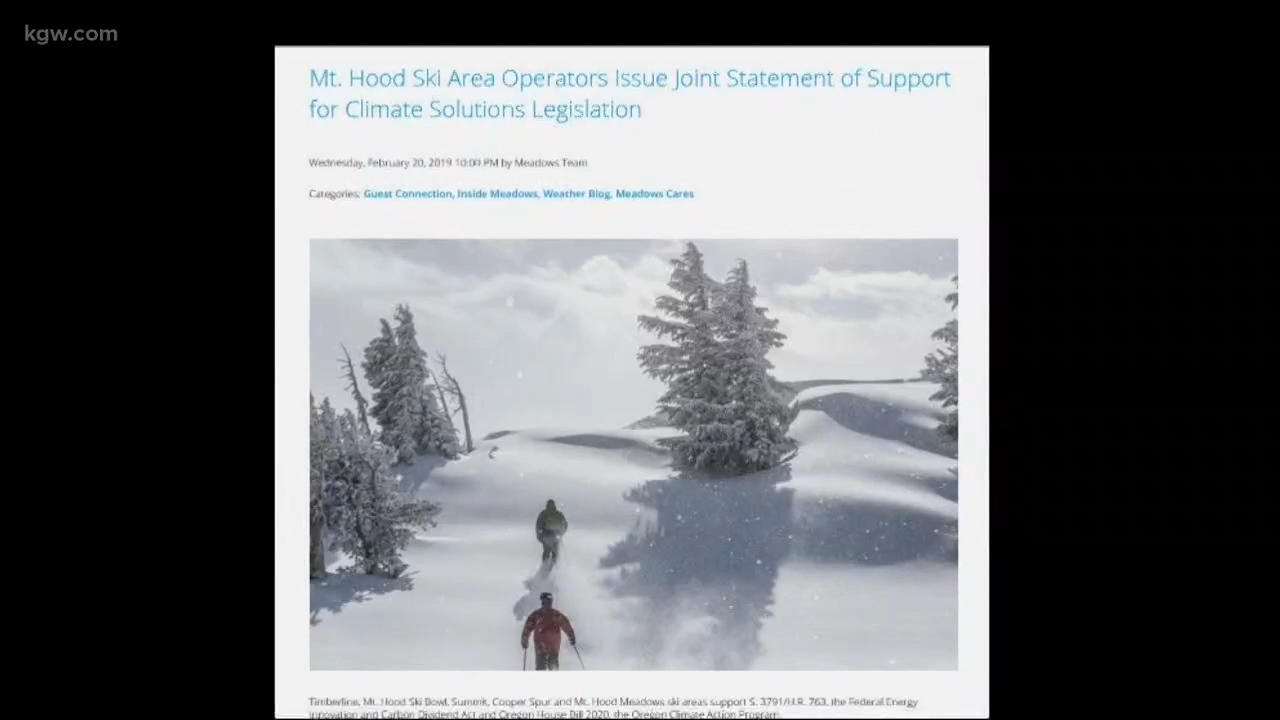 kgw.com
Mt. Hood Ski Area Operators Issue Joint Statement of Support
for Climate Solutions Legislation
Wednesday, February 20, 2019 10:00 PM by Meadows Team
Categories: Guest Connection, Inside Meadows, Weather Blog, Meadows Cares
Timberline, Mt. Hood Ski Bowl, Summit, Cooper Spur and Mt. Hood Meadows ski areas support S. 3791/H.R. 763, the Federal Energy
Innovation and Carbon Dividend Act and Oregon House Bill 2020, the Oregon Climate Action Program.